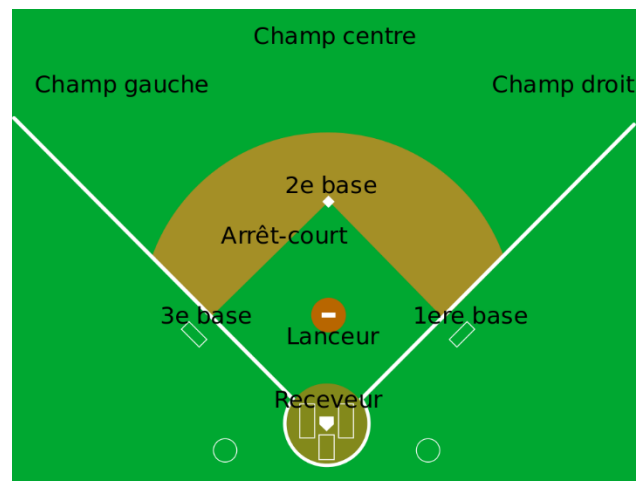 Champ centre
Champ gauche
Champ droit
2e base
Arrêt-court
3e base
1ere base
Lanceur
Receveur